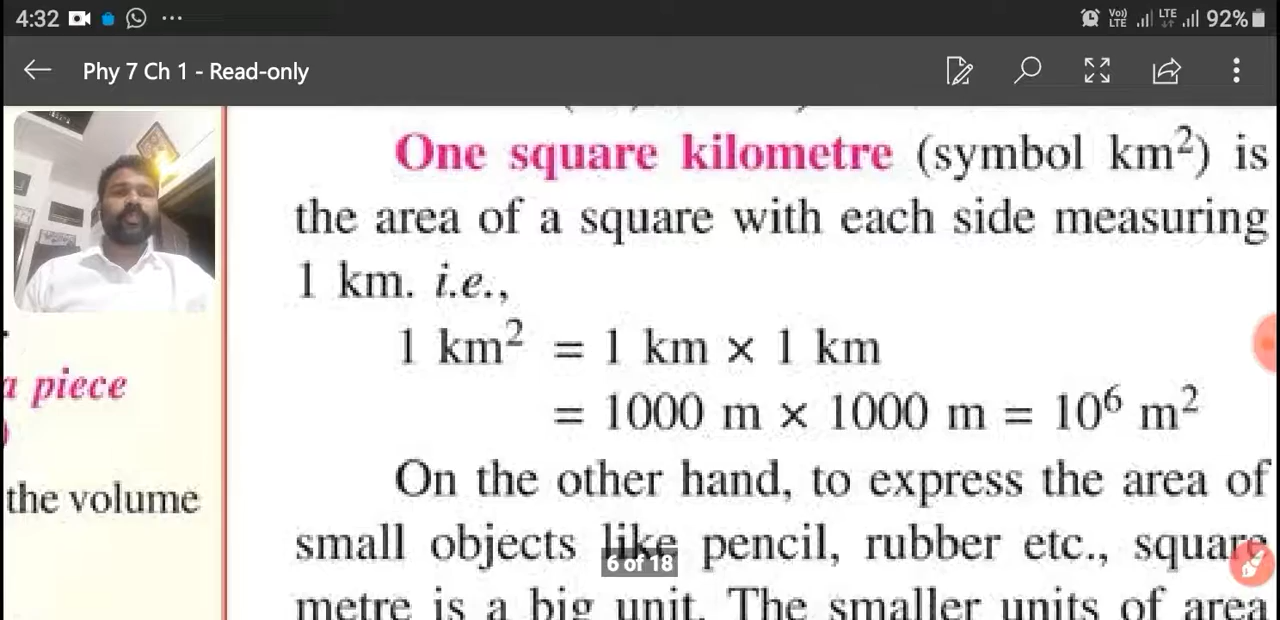 4:32
Vo)) LTE LTE 92%
Phy 7 Ch 1 - Read-only
One square kilometre (symbol km²) is
the area of a square with each side measuring
1 km. i.e.,
1 km² = 1 km × 1 km
= 1000 m × 1000 m = 10⁶ m²
On the other hand, to express the area of
small objects like pencil, rubber etc., square
metre is a big unit. The smaller units of area
a piece
)
the volume
6 of 18